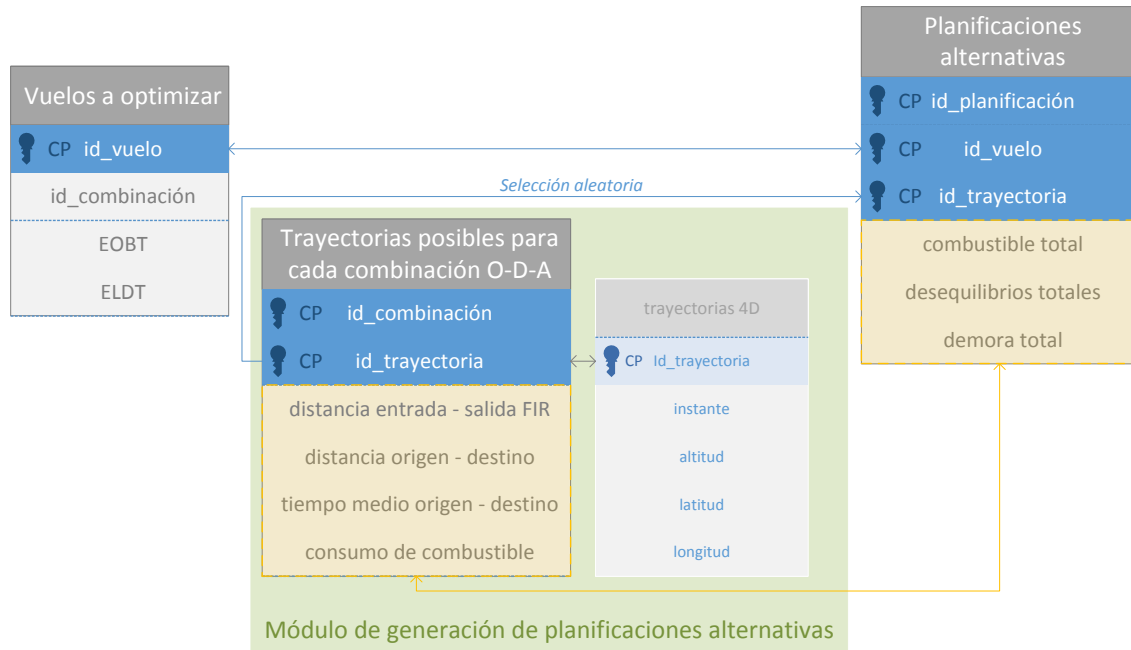 Planificaciones
alternativas
CP id_planificación
CP id_vuelo
CP id_trayectoria
combustible total
desequilibrios totales
demora total
Vuelos a optimizar
CP id_vuelo
id_combinación
EOBT
ELDT
Selección aleatoria
Trayectorias posibles para
cada combinación O-D-A
CP id_combinación
CP id_trayectoria
distancia entrada - salida FIR
distancia origen - destino
tiempo medio origen - destino
consumo de combustible
trayectorias 4D
CP Id_trayectoria
instante
altitud
latitud
longitud
Módulo de generación de planificaciones alternativas